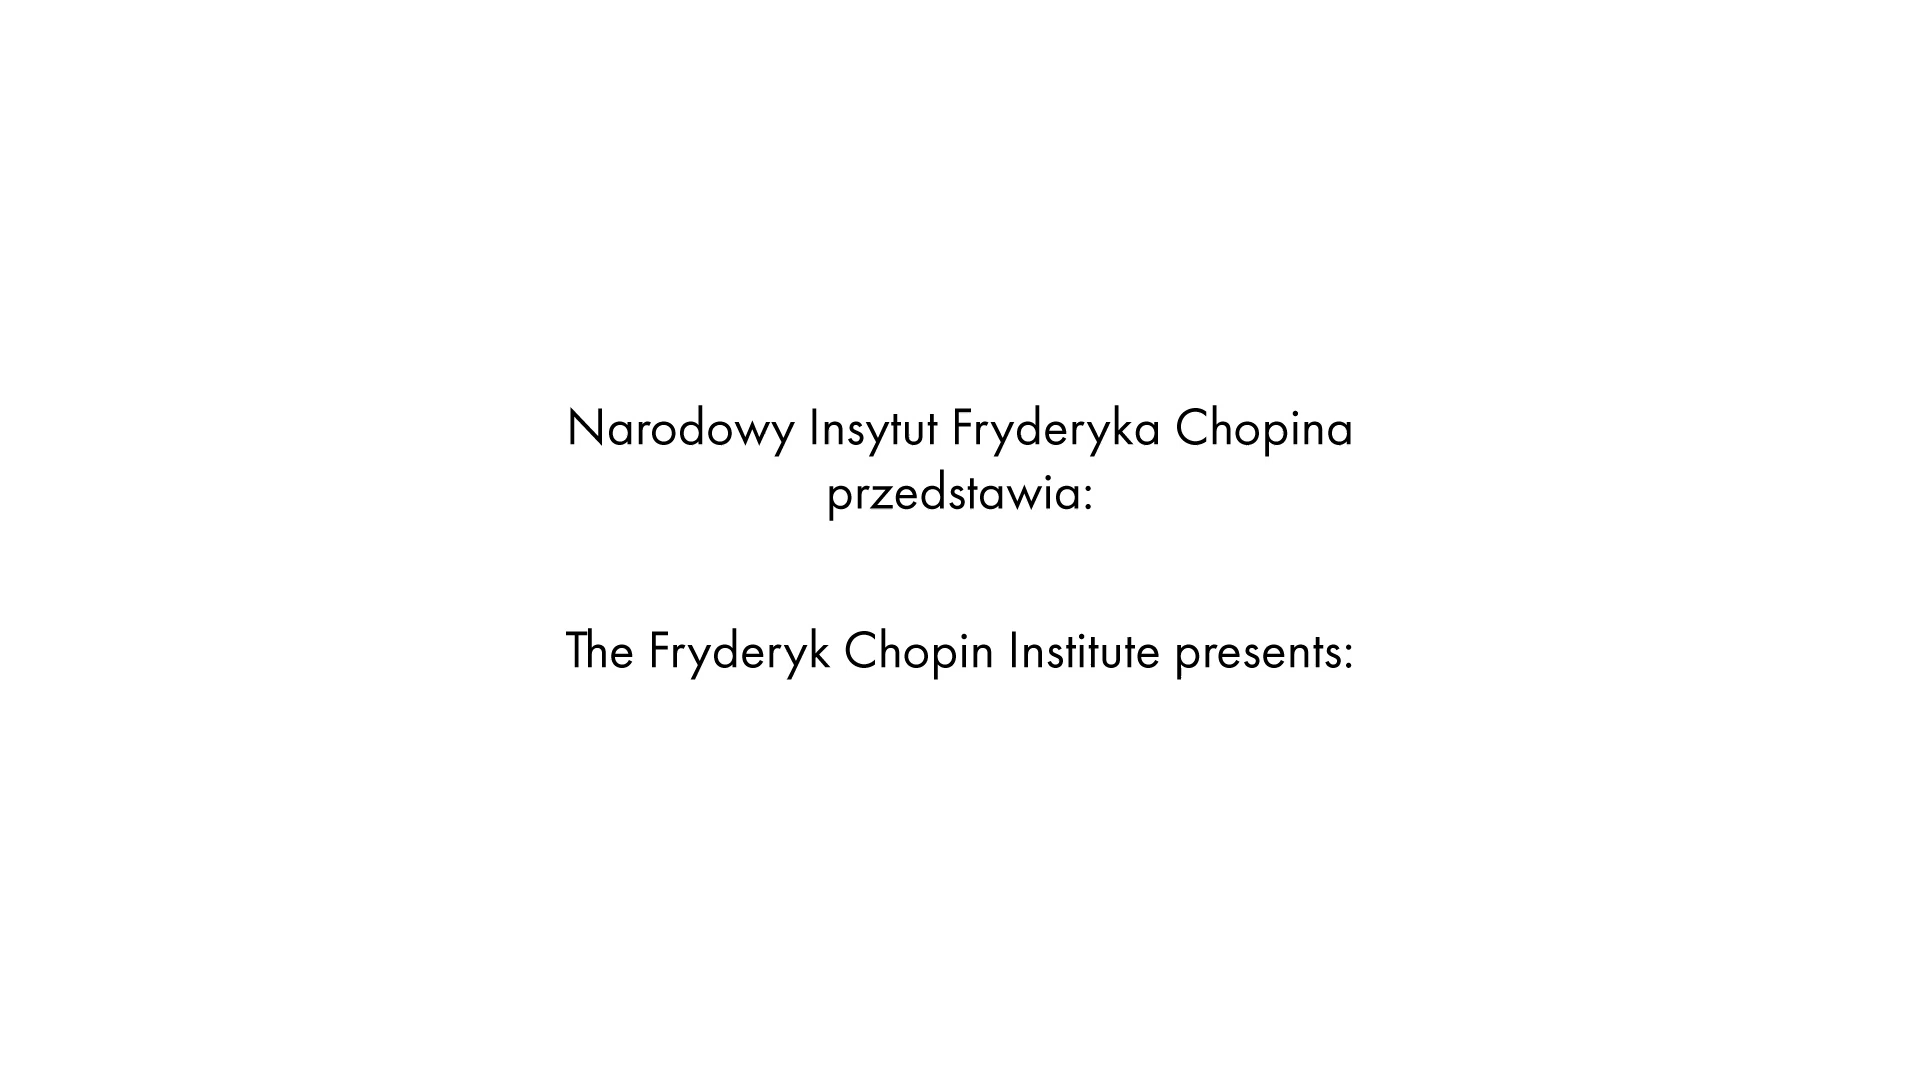 Narodowy Insytut Fryderyka Chopina
przedstawia:
The Fryderyk Chopin Institute presents: